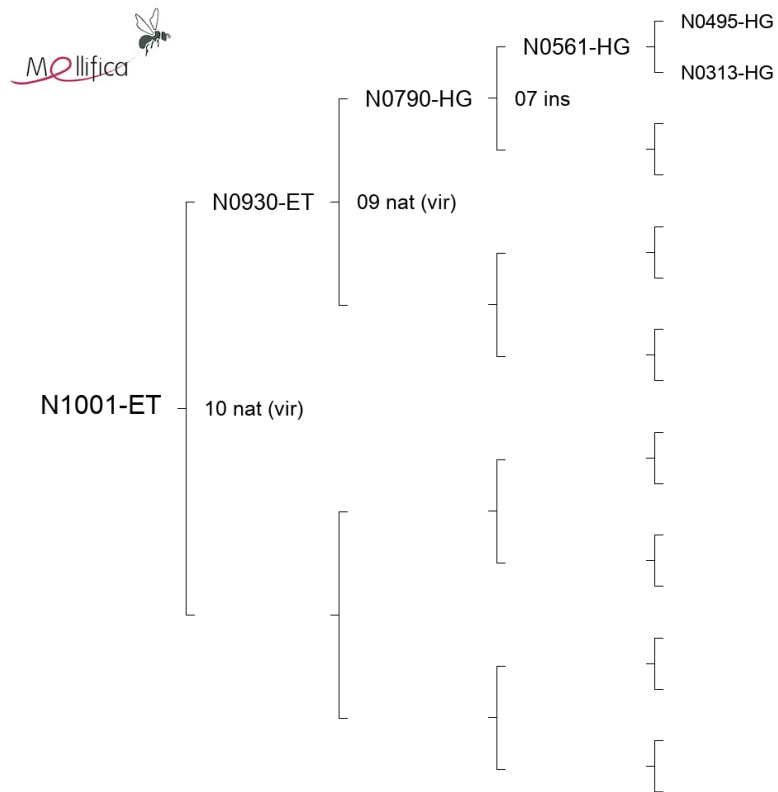 Mellifica
N0495-HG
N0561-HG
N0313-HG
N0790-HG
07 ins
N0930-ET
09 nat (vir)
N1001-ET
10 nat (vir)